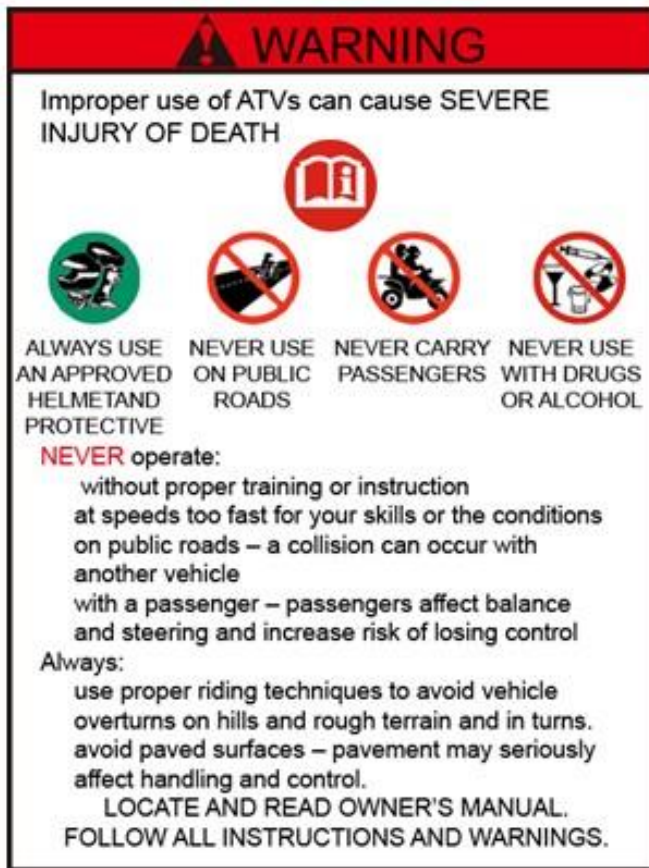 WARNING
Improper use of ATVs can cause SEVERE
INJURY OF DEATH
ALWAYS USE
AN APPROVED
HELMETAND
PROTECTIVE
NEVER USE
ON PUBLIC
ROADS
NEVER CARRY
PASSENGERS
NEVER USE
WITH DRUGS
OR ALCOHOL
NEVER operate:
without proper training or instruction
at speeds too fast for your skills or the conditions
on public roads – a collision can occur with
another vehicle
with a passenger – passengers affect balance
and steering and increase risk of losing control
Always:
use proper riding techniques to avoid vehicle
overturns on hills and rough terrain and in turns.
avoid paved surfaces – pavement may seriously
affect handling and control.
LOCATE AND READ OWNER'S MANUAL.
FOLLOW ALL INSTRUCTIONS AND WARNINGS.